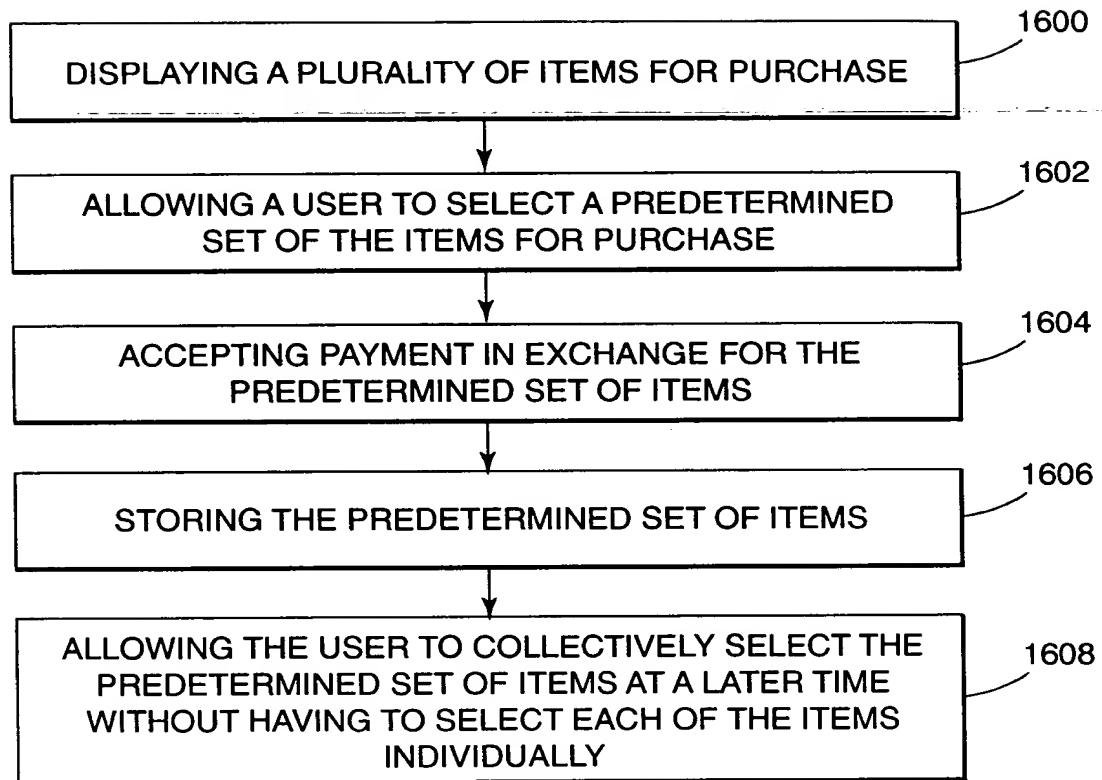 1600
DISPLAYING A PLURALITY OF ITEMS FOR PURCHASE
1602
ALLOWING A USER TO SELECT A PREDETERMINED
SET OF THE ITEMS FOR PURCHASE
1604
ACCEPTING PAYMENT IN EXCHANGE FOR THE
PREDETERMINED SET OF ITEMS
1606
STORING THE PREDETERMINED SET OF ITEMS
1608
ALLOWING THE USER TO COLLECTIVELY SELECT THE
PREDETERMINED SET OF ITEMS AT A LATER TIME
WITHOUT HAVING TO SELECT EACH OF THE ITEMS
INDIVIDUALLY